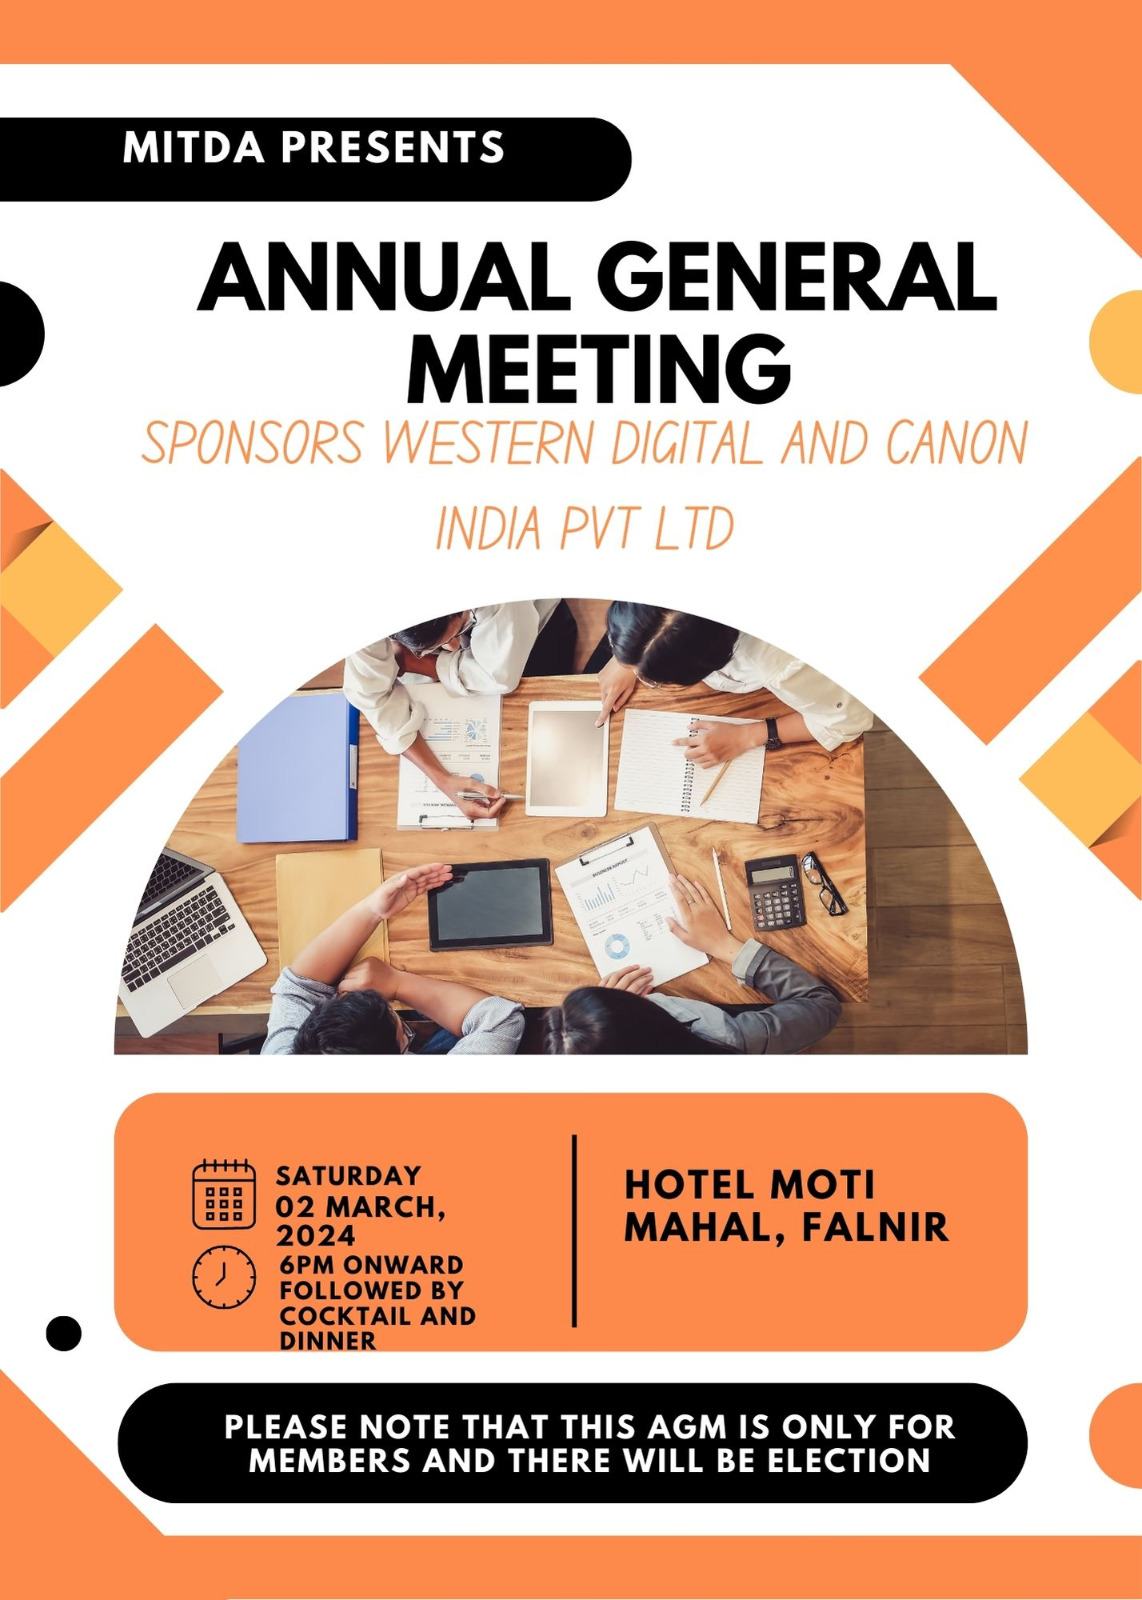 MITDA PRESENTS
ANNUAL GENERAL
MEETING
SPONSORS WESTERN DIGITAL AND CANON
INDIA PVT LTD
BUSINESS REPORT
SATURDAY
02 MARCH,
2024
6PM ONWARD
FOLLOWED BY
COCKTAIL AND
DINNER
HOTEL MOTI
MAHAL, FALNIR
PLEASE NOTE THAT THIS AGM IS ONLY FOR
MEMBERS AND THERE WILL BE ELECTION